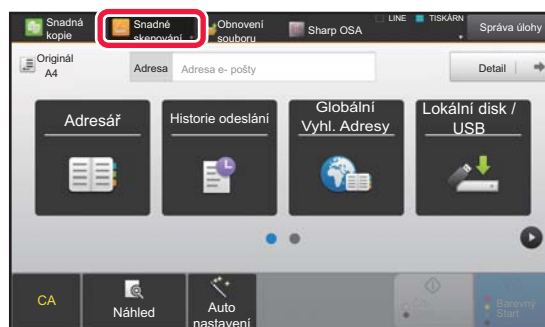 Snadná
kopie
Snadné
skenování
Obnovení
souboru
Sharp OSA
LINE
TISKÁRN
Správa úlohy
Originál
A4
Adresa
Adresa e- pošty
Detail
Adresář
Historie odeslání
Globální
Vyhl. Adresy
Lokální disk /
USB
CA
Náhled
Auto
nastavení
Barevný
Start